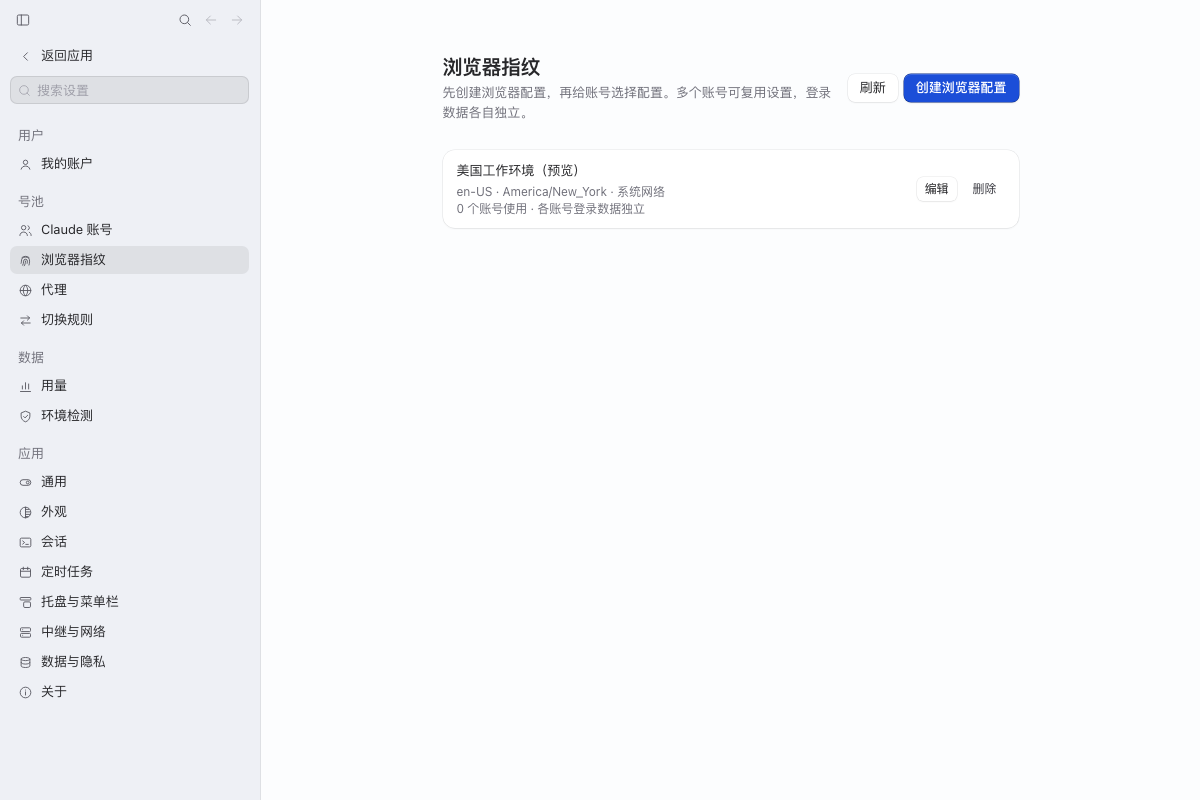 返回应用
搜索设置
用户
我的账户
号池
Claude 账号
浏览器指纹
代理
切换规则
数据
用量
环境检测
应用
通用
外观
会话
定时任务
托盘与菜单栏
中继与网络
数据与隐私
关于
浏览器指纹
先创建浏览器配置，再给账号选择配置。多个账号可复用设置，登录
数据各自独立。
刷新
创建浏览器配置
美国工作环境（预览）
en-US · America/New_York · 系统网络
0 个账号使用 · 各账号登录数据独立
编辑
删除